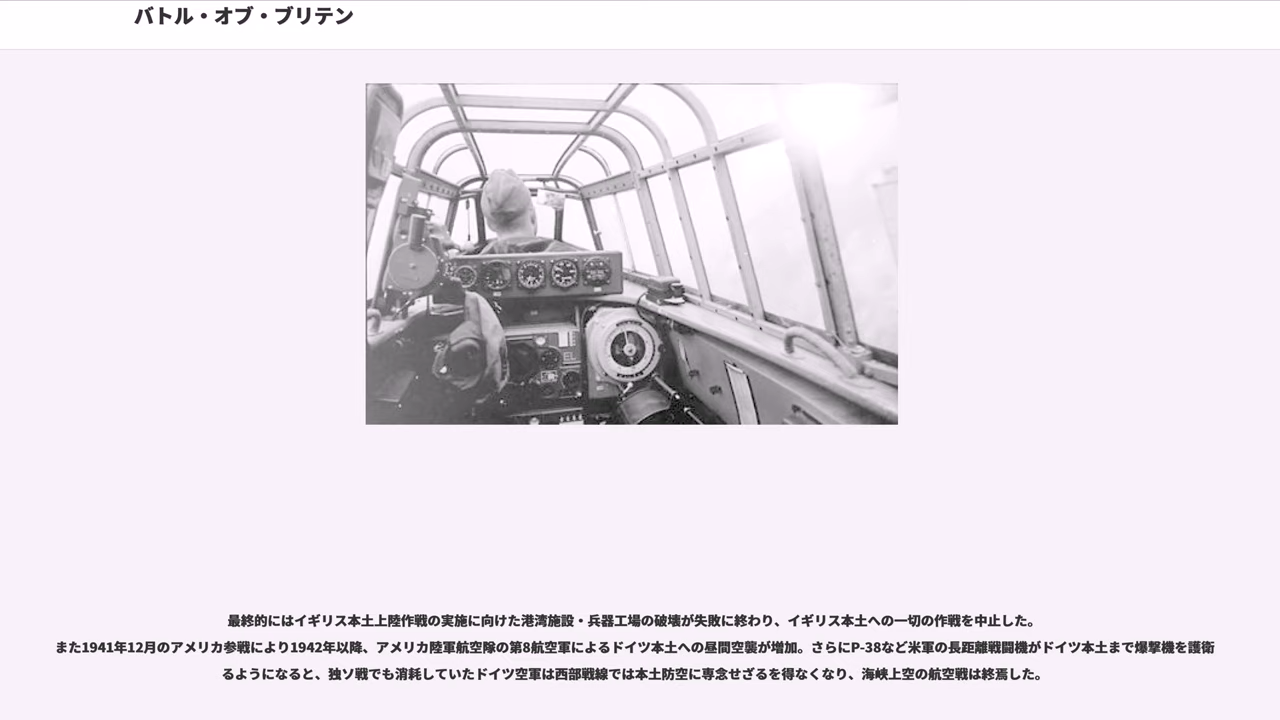 バトル・オブ・ブリテン
EL
最終的にはイギリス本土上陸作戦の実施に向けた港湾施設・兵器工場の破壊が失敗に終わり、イギリス本土への一切の作戦を中止した。
また1941年12月のアメリカ参戦により1942年以降、アメリカ陸軍航空隊の第8航空軍によるドイツ本土への昼間空襲が増加。さらにP-38など米軍の長距離戦闘機がドイツ本土まで爆撃機を護衛
るようになると、独ソ戦でも消耗していたドイツ空軍は西部戦線では本土防空に専念せざるを得なくなり、海峡上空の航空戦は終焉した。